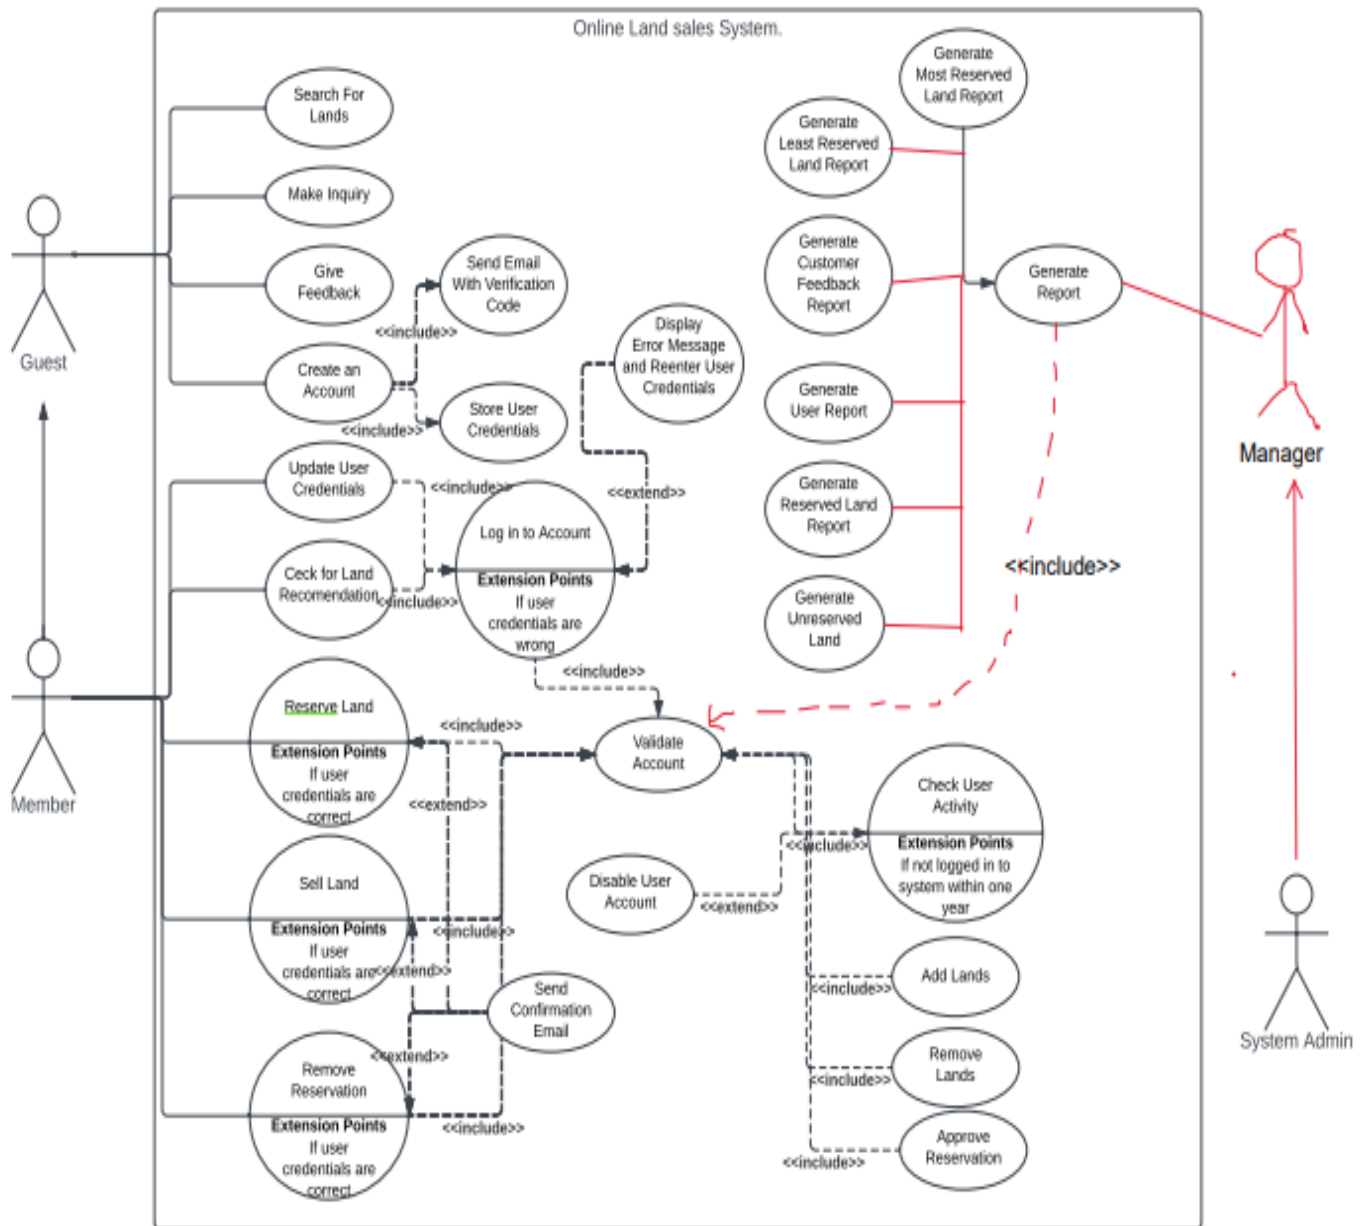 Online Land sales System.
Search For
Lands
Make Inquiry
Give
Feedback
Create an
Account
Guest
Send Email
With Verification
Code
<<include>>
Store User
Credentials
<<include>>
Display
Error Message
and Reenter User
Credentials
<<extend>>
Update User
Credentials
<<include>>
Ceck for Land
Recomendation
<<include>>
Log in to Account
Extension Points
If user
credentials are
wrong
<<include>>
Validate
Account
Member
Reserve Land
Extension Points
If user
credentials are
correct
<<include>>
<<extend>>
Sell Land
Extension Points
If user
credentials are
correct
<<include>>
<<extend>>
Send
Confirmation
Email
Remove
Reservation
Extension Points
If user
credentials are
correct
<<extend>>
<<include>>
Generate
Most Reserved
Land Report
Generate
Least Reserved
Land Report
Generate
Customer
Feedback
Report
Generate
User Report
Generate
Reserved Land
Report
Generate
Unreserved
Land
Generate
Report
<<include>>
Manager
Check User
Activity
Extension Points
If not logged in to
system within one
year
<<include>>
Disable User
Account
<<extend>>
Add Lands
<<include>>
Remove
Lands
<<include>>
Approve
Reservation
<<include>>
System Admin